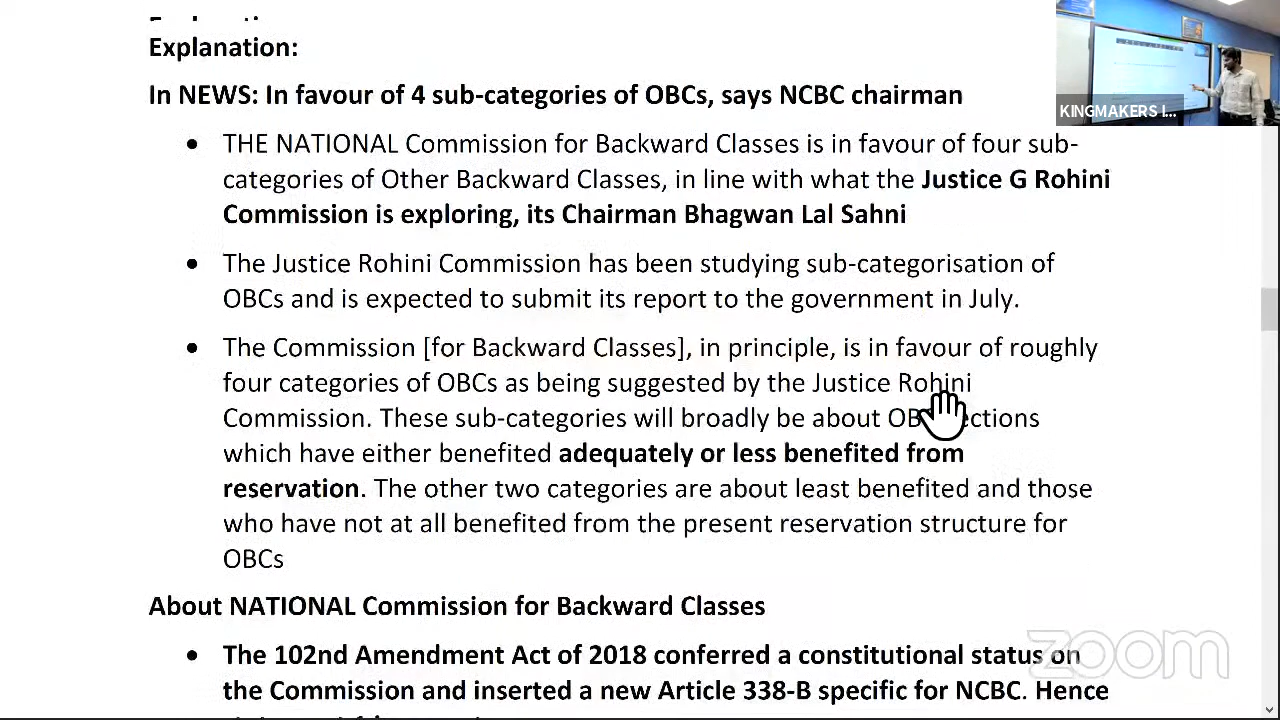 Explanation:
In NEWS: In favour of 4 sub-categories of OBCs, says NCBC chairman
• THE NATIONAL Commission for Backward Classes is in favour of four sub-
categories of Other Backward Classes, in line with what the Justice G Rohini
Commission is exploring, its Chairman Bhagwan Lal Sahni
• The Justice Rohini Commission has been studying sub-categorisation of
OBCs and is expected to submit its report to the government in July.
• The Commission [for Backward Classes], in principle, is in favour of roughly
four categories of OBCs as being suggested by the Justice Rohini
Commission. These sub-categories will broadly be about
which have either benefited adequately or less benefited from
reservation. The other two categories are about least benefited and those
who have not at all benefited from the present reservation structure for
OBCs
About NATIONAL Commission for Backward Classes
• The 102nd Amendment Act of 2018 conferred a constitutional status on
the Commission and inserted a new Article 338-B specific for NCBC. Hence
KINGMAKERS I...
zoom